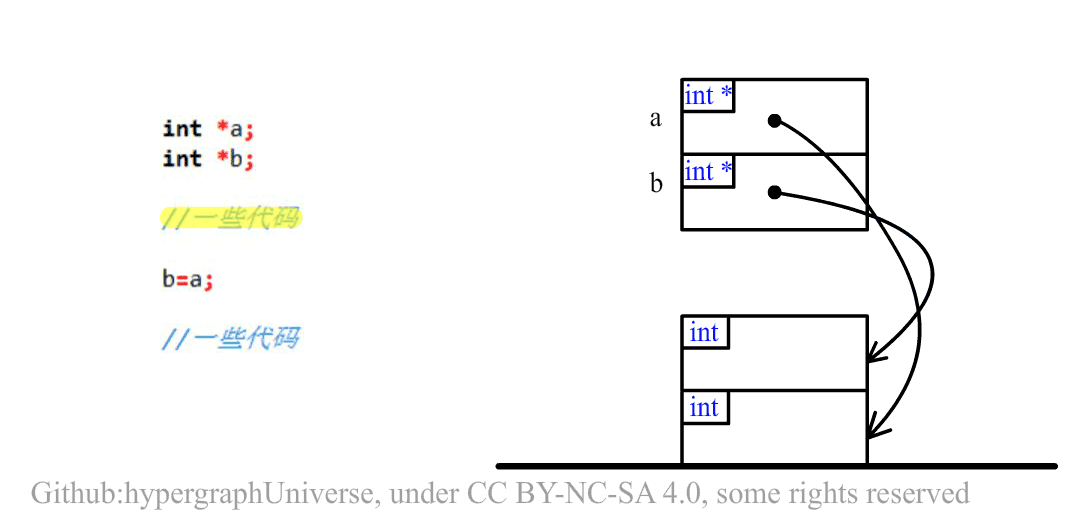 int *a;
int *b;
//一些代码
b=a;
//一些代码
int *
a
int *
b
int
int
Github:hypergraphUniverse, under CC BY-NC-SA 4.0, some rights reserved